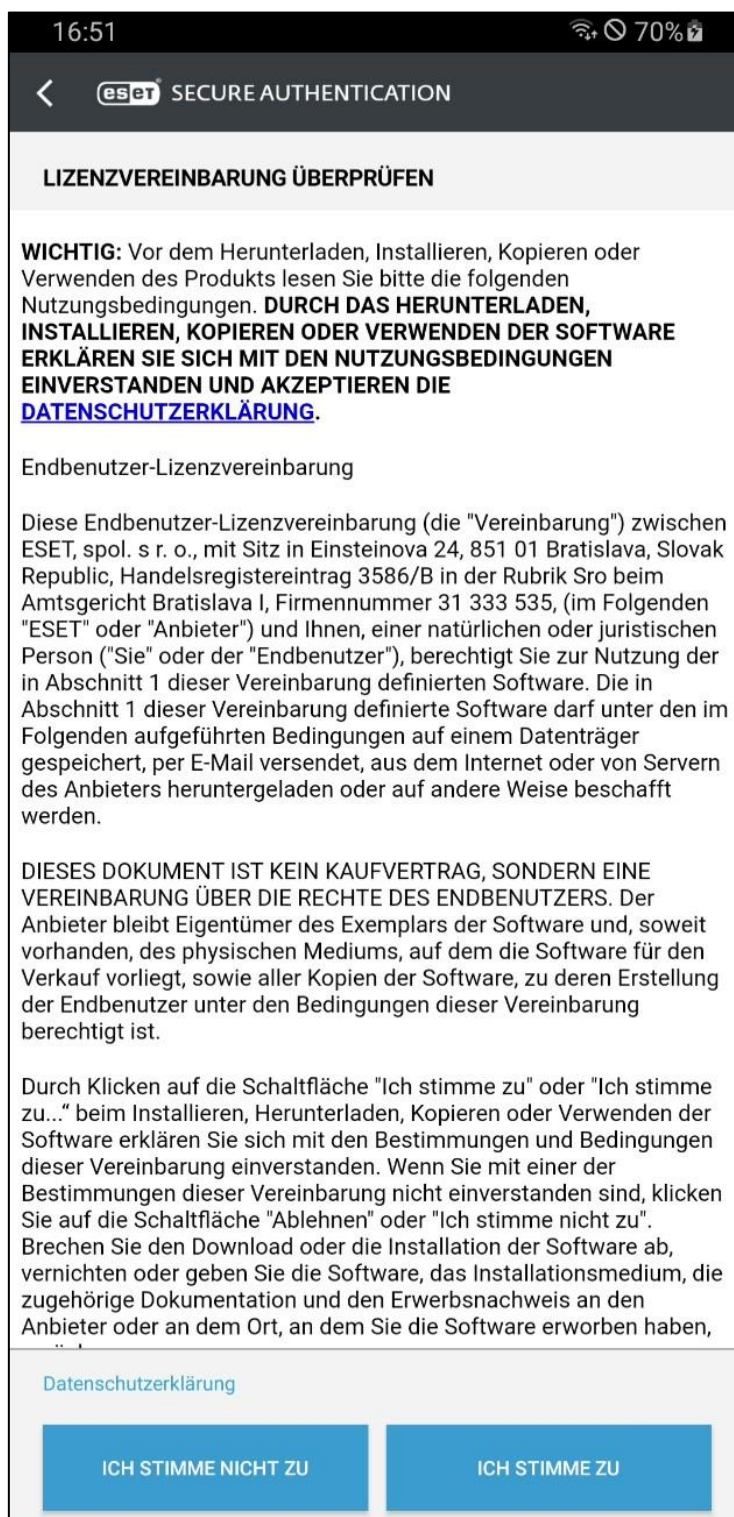 16:51 70%
eset SECURE AUTHENTICATION
LIZENZVEREINBARUNG ÜBERPRÜFEN
WICHTIG: Vor dem Herunterladen, Installieren, Kopieren oder
Verwenden des Produkts lesen Sie bitte die folgenden
Nutzungsbedingungen. DURCH DAS HERUNTERLADEN,
INSTALLIEREN, KOPIEREN ODER VERWENDEN DER SOFTWARE
ERKLÄREN SIE SICH MIT DEN NUTZUNGSBEDINGUNGEN
EINVERSTANDEN UND AKZEPTIEREN DIE
DATENSCHUTZERKLÄRUNG.
Endbenutzer-Lizenzvereinbarung
Diese Endbenutzer-Lizenzvereinbarung (die "Vereinbarung") zwischen
ESET, spol. s r. o., mit Sitz in Einsteinova 24, 851 01 Bratislava, Slovak
Republic, Handelsregistereintrag 3586/B in der Rubrik Sro beim
Amtsgericht Bratislava I, Firmennummer 31 333 535, (im Folgenden
"ESET" oder "Anbieter") und Ihnen, einer natürlichen oder juristischen
Person ("Sie" oder der "Endbenutzer"), berechtigt Sie zur Nutzung der
in Abschnitt 1 dieser Vereinbarung definierten Software. Die in
Abschnitt 1 dieser Vereinbarung definierte Software darf unter den im
Folgenden aufgeführten Bedingungen auf einem Datenträger
gespeichert, per E-Mail versendet, aus dem Internet oder von Servern
des Anbieters heruntergeladen oder auf andere Weise beschafft
werden.
DIESES DOKUMENT IST KEIN KAUFVERTRAG, SONDERN EINE
VEREINBARUNG ÜBER DIE RECHTE DES ENDBENUTZERS. Der
Anbieter bleibt Eigentümer des Exemplars der Software und, soweit
vorhanden, des physischen Mediums, auf dem die Software für den
Verkauf vorliegt, sowie aller Kopien der Software, zu deren Erstellung
der Endbenutzer unter den Bedingungen dieser Vereinbarung
berechtigt ist.
Durch Klicken auf die Schaltfläche "Ich stimme zu" oder "Ich stimme
zu...“ beim Installieren, Herunterladen, Kopieren oder Verwenden der
Software erklären Sie sich mit den Bestimmungen und Bedingungen
dieser Vereinbarung einverstanden. Wenn Sie mit einer der
Bestimmungen dieser Vereinbarung nicht einverstanden sind, klicken
Sie auf die Schaltfläche "Ablehnen" oder "Ich stimme nicht zu".
Brechen Sie den Download oder die Installation der Software ab,
vernichten oder geben Sie die Software, das Installationsmedium, die
zugehörige Dokumentation und den Erwerbsnachweis an den
Anbieter oder an dem Ort, an dem Sie die Software erworben haben,
Datenschutzerklärung
ICH STIMME NICHT ZU ICH STIMME ZU